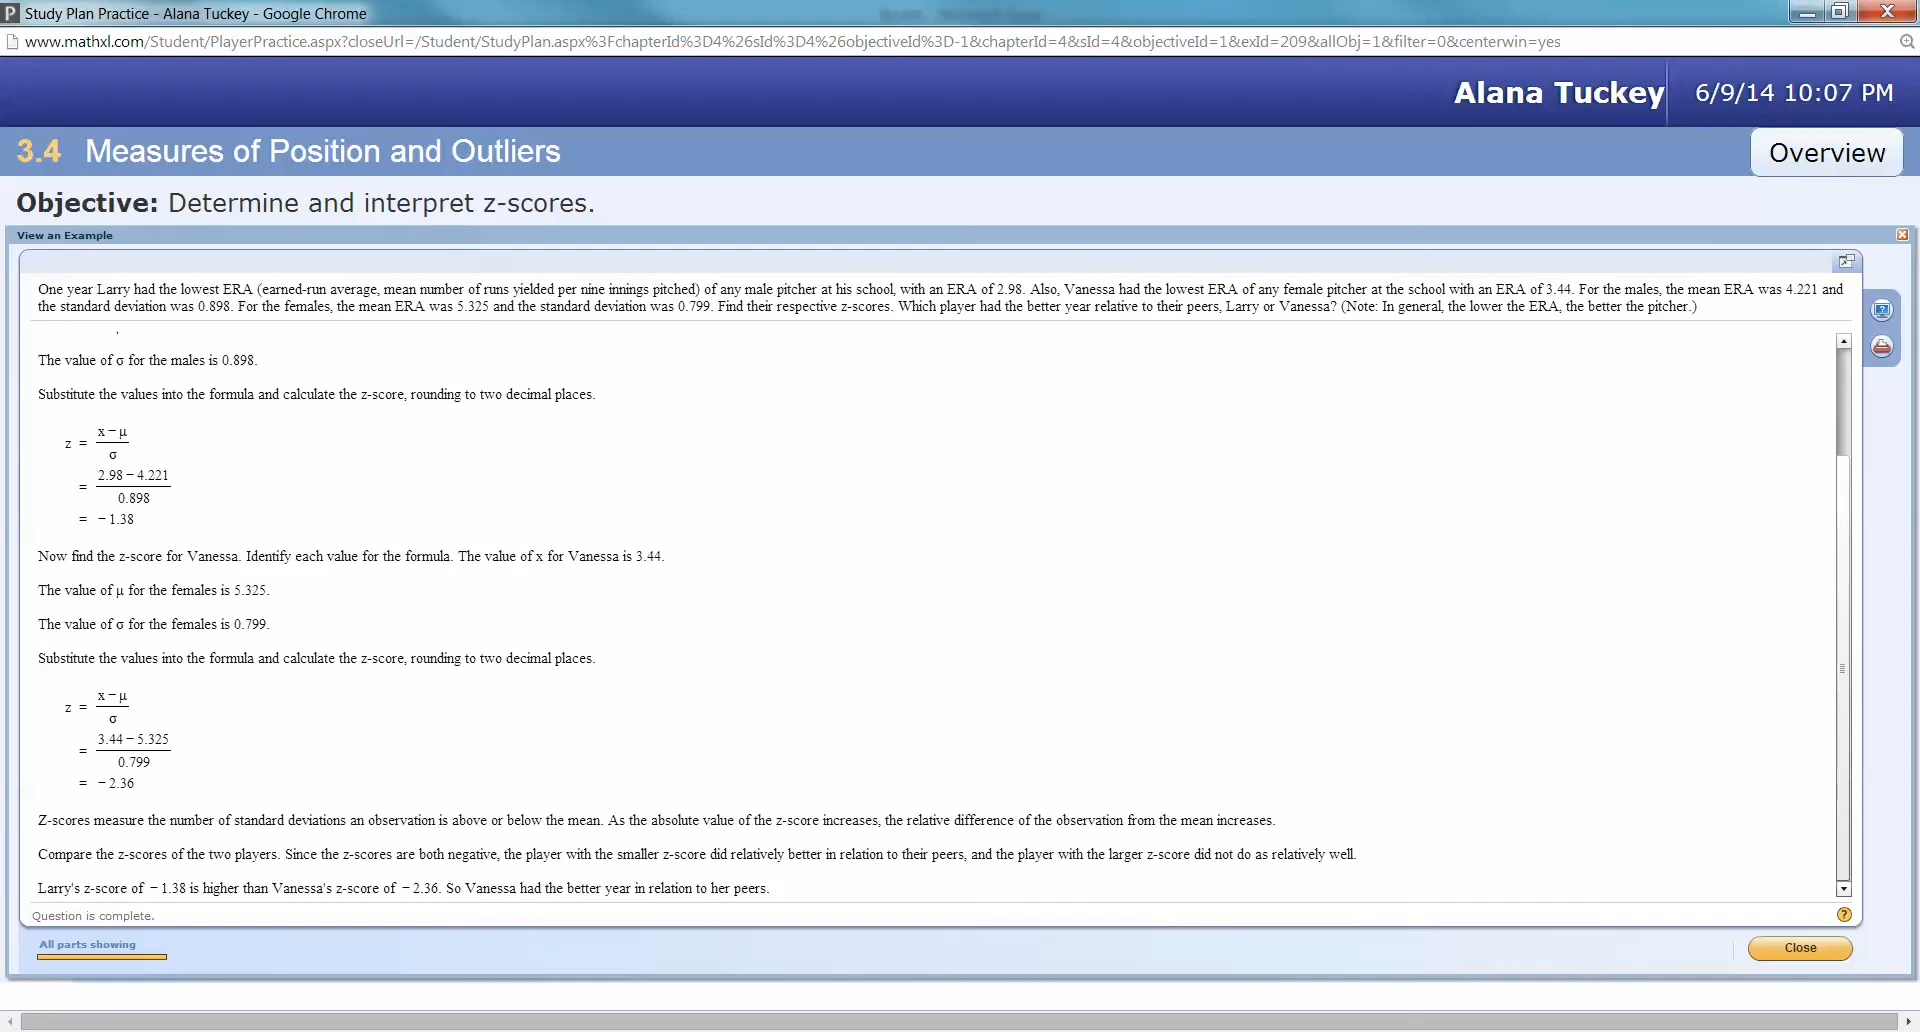 Study Plan Practice - Alana Tuckey - Google Chrome
www.mathxl.com/Student/PlayerPractice.aspx?closeUrl=/Student/StudyPlan.aspx%3FchapterId%3D4%26sId%3D4%26objectiveId%3D-1&chapterId=4&sId=4&objectiveId=1&exId=209&allObj=1&filter=0&centerwin=yes
Alana Tuckey 6/9/14 10:07 PM
3.4 Measures of Position and Outliers
Overview
Objective: Determine and interpret z-scores.
View an Example
One year Larry had the lowest ERA (earned-run average, mean number of runs yielded per nine innings pitched) of any male pitcher at his school, with an ERA of 2.98. Also, Vanessa had the lowest ERA of any female pitcher at the school with an ERA of 3.44. For the males, the mean ERA was 4.221 and
the standard deviation was 0.898. For the females, the mean ERA was 5.325 and the standard deviation was 0.799. Find their respective z-scores. Which player had the better year relative to their peers, Larry or Vanessa? (Note: In general, the lower the ERA, the better the pitcher.)
The value of σ for the males is 0.898.
Substitute the values into the formula and calculate the z-score, rounding to two decimal places.
x − μ
z =
σ
2.98 − 4.221
=
0.898
= − 1.38
Now find the z-score for Vanessa. Identify each value for the formula. The value of x for Vanessa is 3.44.
The value of μ for the females is 5.325.
The value of σ for the females is 0.799.
Substitute the values into the formula and calculate the z-score, rounding to two decimal places.
x − μ
z =
σ
3.44 − 5.325
=
0.799
= − 2.36
Z-scores measure the number of standard deviations an observation is above or below the mean. As the absolute value of the z-score increases, the relative difference of the observation from the mean increases.
Compare the z-scores of the two players. Since the z-scores are both negative, the player with the smaller z-score did relatively better in relation to their peers, and the player with the larger z-score did not do as relatively well.
Larry's z-score of − 1.38 is higher than Vanessa's z-score of − 2.36. So Vanessa had the better year in relation to her peers.
Question is complete.
?
All parts showing
Close